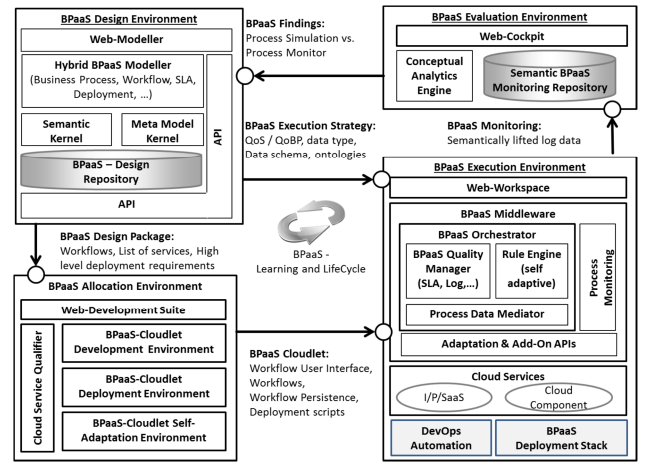 BPaaS Design Environment
Web-Modeller
Hybrid BPaaS Modeller
(Business Process, Workflow, SLA,
Deployment, ...)
Semantic
Kernel
Meta Model
Kernel
BPaaS – Design
Repository
API
API
BPaaS Findings:
Process Simulation vs.
Process Monitor
BPaaS Evaluation Environment
Web-Cockpit
Conceptual
Analytics
Engine
Semantic BPaaS
Monitoring Repository
BPaaS Execution Strategy:
QoS / QoBP, data type,
Data schema, ontologies
BPaaS Monitoring:
Semantically lifted log data
BPaaS -
Learning and LifeCycle
BPaaS Execution Environment
Web-Workspace
BPaaS Middleware
BPaaS Orchestrator
BPaaS Quality
Manager
(SLA, Log,...)
Rule Engine
(self
adaptive)
Process Data Mediator
Process
Monitoring
Adaptation & Add-On APIs
Cloud Services
I/P/SaaS
Cloud
Component
DevOps
Automation
BPaaS
Deployment Stack
BPaaS Design Package:
Workflows, List of services, High
level deployment requirements
BPaaS Allocation Environment
Web-Development Suite
Cloud Service Qualifier
BPaaS-Cloudlet
Development Environment
BPaaS-Cloudlet
Deployment Environment
BPaaS-Cloudlet Self-
Adaptation Environment
BPaaS Cloudlet:
Workflow User Interface,
Workflows,
Workflow Persistence,
Deployment scripts